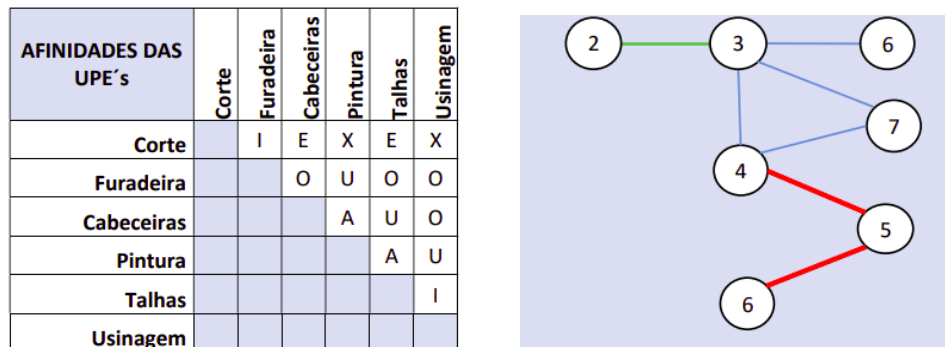 AFINIDADES DAS
UPE´s
Corte
Furadeira
Cabeceiras
Pintura
Talhas
Usinagem
Corte I E X E X
Furadeira O U O O
Cabeceiras A U O
Pintura A U
Talhas I
Usinagem
2 3 6
7
4
5
6